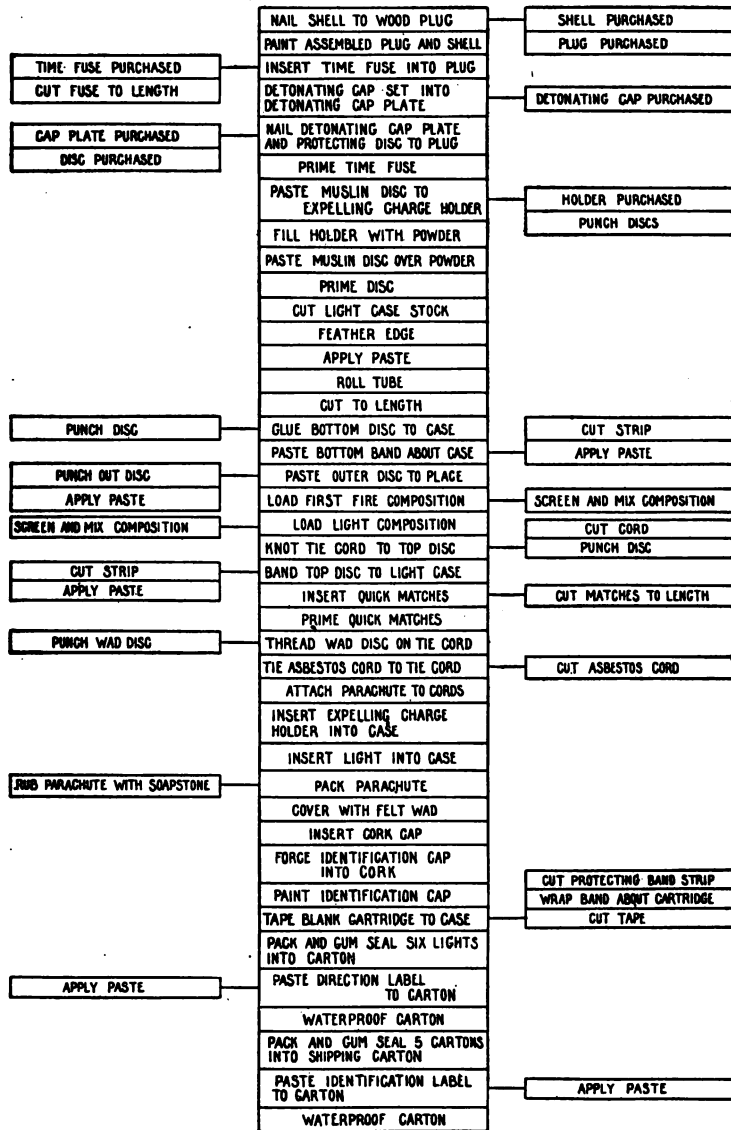 NAIL SHELL TO WOOD PLUG
SHELL PURCHASED
PAINT ASSEMBLED PLUG AND SHELL
PLUG PURCHASED
TIME FUSE PURCHASED
INSERT TIME FUSE INTO PLUG
CUT FUSE TO LENGTH
DETONATING CAP SET INTO
DETONATING CAP PLATE
DETONATING CAP PURCHASED
CAP PLATE PURCHASED
DISC PURCHASED
NAIL DETONATING CAP PLATE
AND PROTECTING DISC TO PLUG
PRIME TIME FUSE
PASTE MUSLIN DISC TO
EXPELLING CHARGE HOLDER
HOLDER PURCHASED
PUNCH DISCS
FILL HOLDER WITH POWDER
PASTE MUSLIN DISC OVER POWDER
PRIME DISC
CUT LIGHT CASE STOCK
FEATHER EDGE
APPLY PASTE
ROLL TUBE
CUT TO LENGTH
PUNCH DISC
GLUE BOTTOM DISC TO CASE
CUT STRIP
PASTE BOTTOM BAND ABOUT CASE
APPLY PASTE
PUNCH OUT DISC
PASTE OUTER DISC TO PLACE
APPLY PASTE
LOAD FIRST FIRE COMPOSITION
SCREEN AND MIX COMPOSITION
SCREEN AND MIX COMPOSITION
LOAD LIGHT COMPOSITION
CUT CORD
KNOT TIE CORD TO TOP DISC
PUNCH DISC
CUT STRIP
BAND TOP DISC TO LIGHT CASE
APPLY PASTE
INSERT QUICK MATCHES
CUT MATCHES TO LENGTH
PRIME QUICK MATCHES
PUNCH WAD DISC
THREAD WAD DISC ON TIE CORD
TIE ASBESTOS CORD TO TIE CORD
CUT ASBESTOS CORD
ATTACH PARACHUTE TO CORDS
INSERT EXPELLING CHARGE
HOLDER INTO CASE
INSERT LIGHT INTO CASE
RUB PARACHUTE WITH SOAPSTONE
PACK PARACHUTE
COVER WITH FELT WAD
INSERT CORK CAP
FORCE IDENTIFICATION CAP
INTO CORK
CUT PROTECTING BAND STRIP
PAINT IDENTIFICATION CAP
WRAP BAND ABOUT CARTRIDGE
TAPE BLANK CARTRIDGE TO CASE
CUT TAPE
PACK AND GUM SEAL SIX LIGHTS
INTO CARTON
APPLY PASTE
PASTE DIRECTION LABEL
TO CARTON
WATERPROOF CARTON
PACK AND GUM SEAL 5 CARTONS
INTO SHIPPING CARTON
PASTE IDENTIFICATION LABEL
TO CARTON
APPLY PASTE
WATERPROOF CARTON